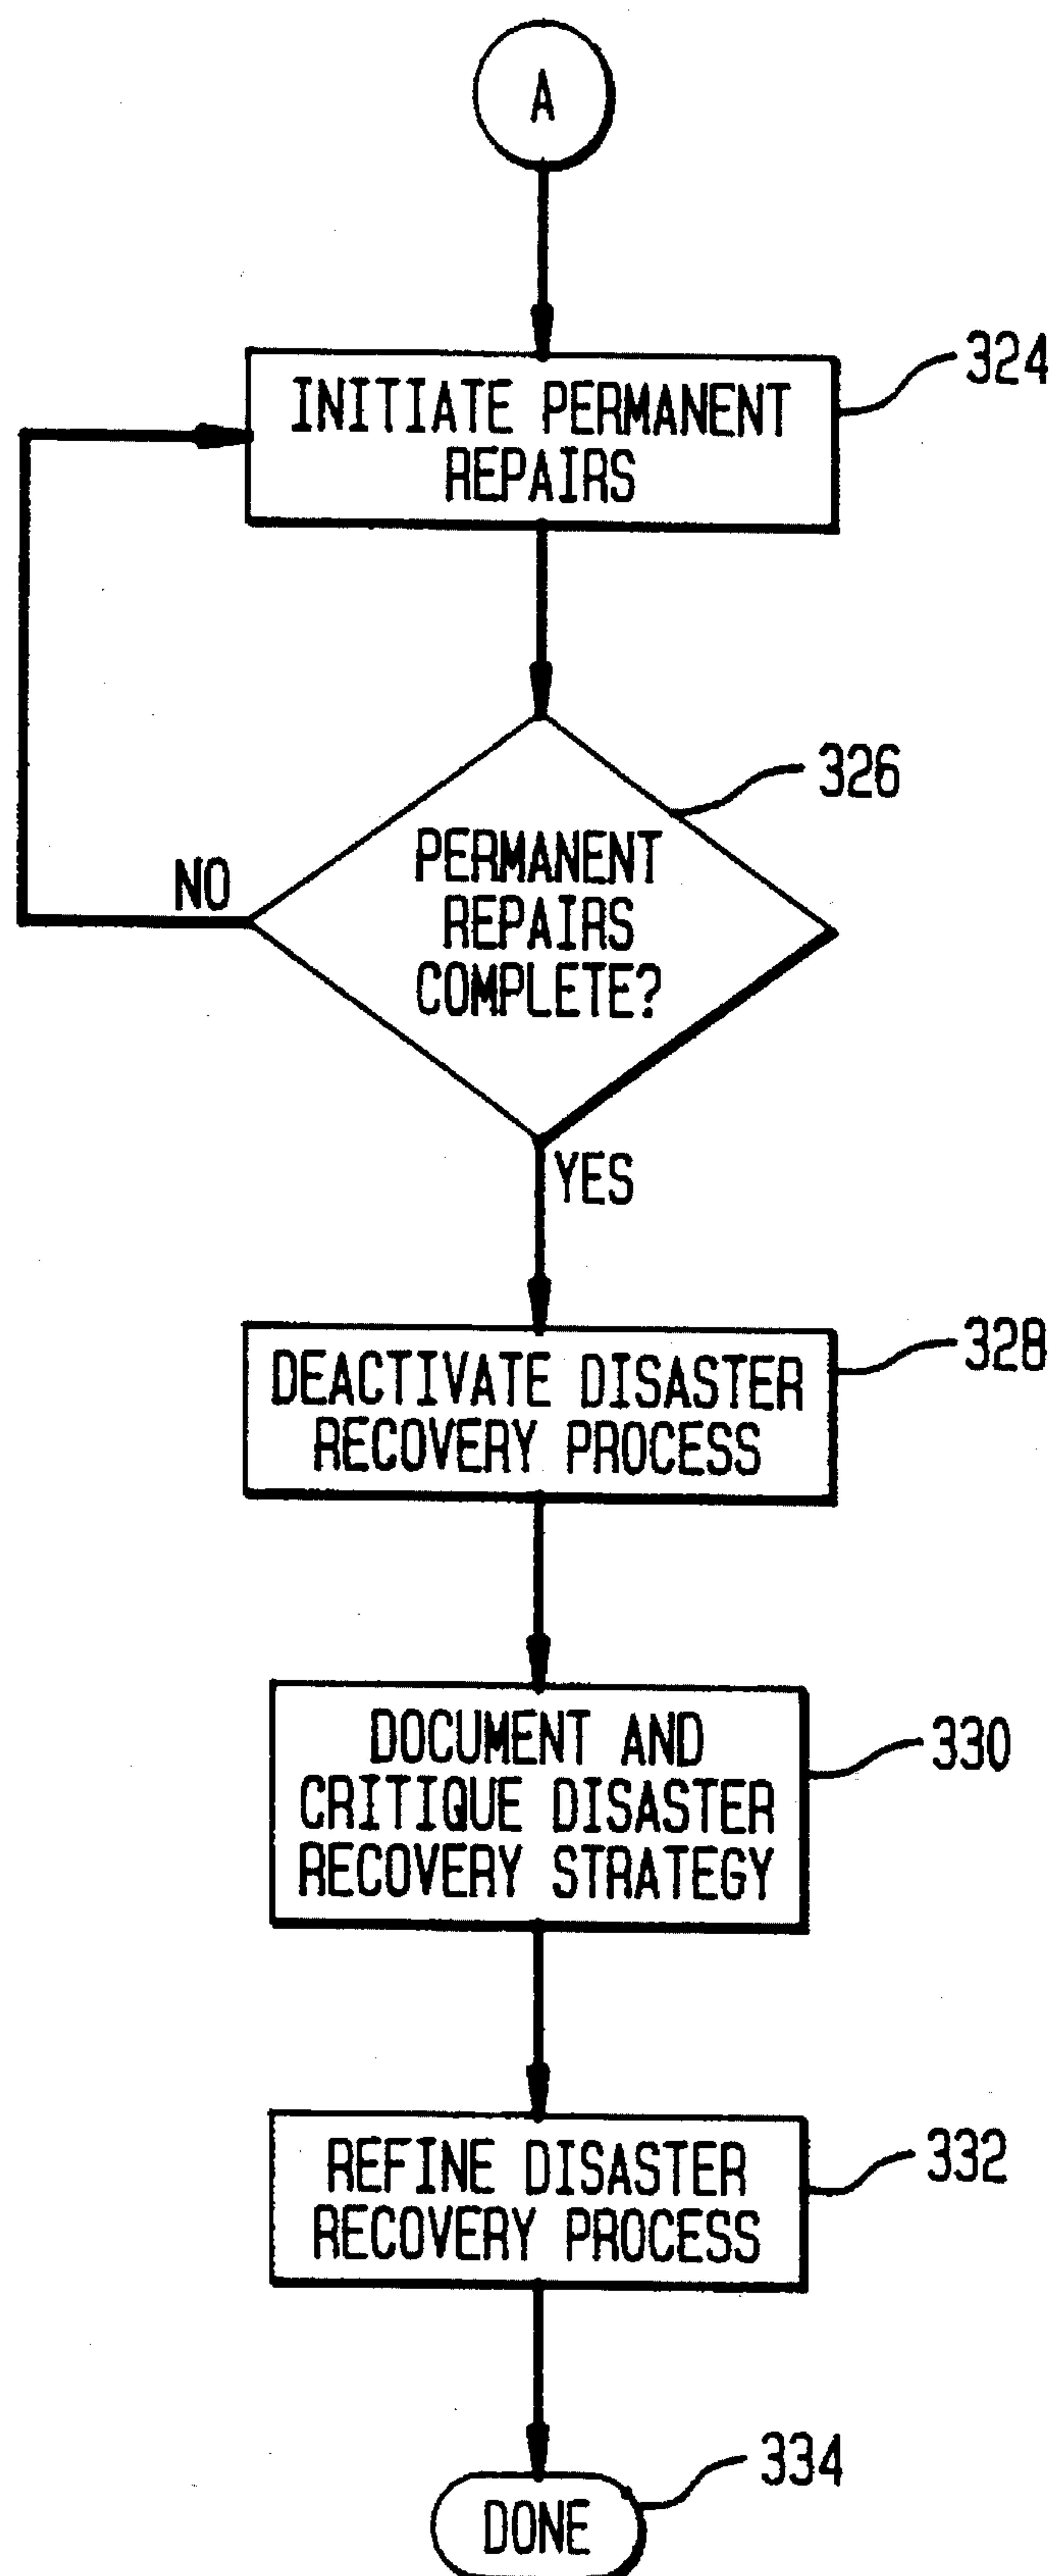 A
324
INITIATE PERMANENT
REPAIRS
326
PERMANENT
REPAIRS
COMPLETE?
NO
YES
328
DEACTIVATE DISASTER
RECOVERY PROCESS
330
DOCUMENT AND
CRITIQUE DISASTER
RECOVERY STRATEGY
332
REFINE DISASTER
RECOVERY PROCESS
334
DONE